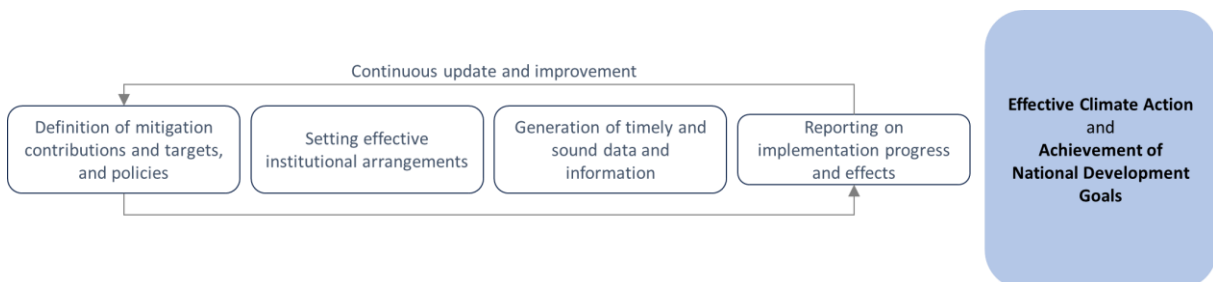 Continuous update and improvement
Definition of mitigation
contributions and targets,
and policies
Setting effective
institutional arrangements
Generation of timely and
sound data and
information
Reporting on
implementation progress
and effects
Effective Climate Action
and
Achievement of
National Development
Goals